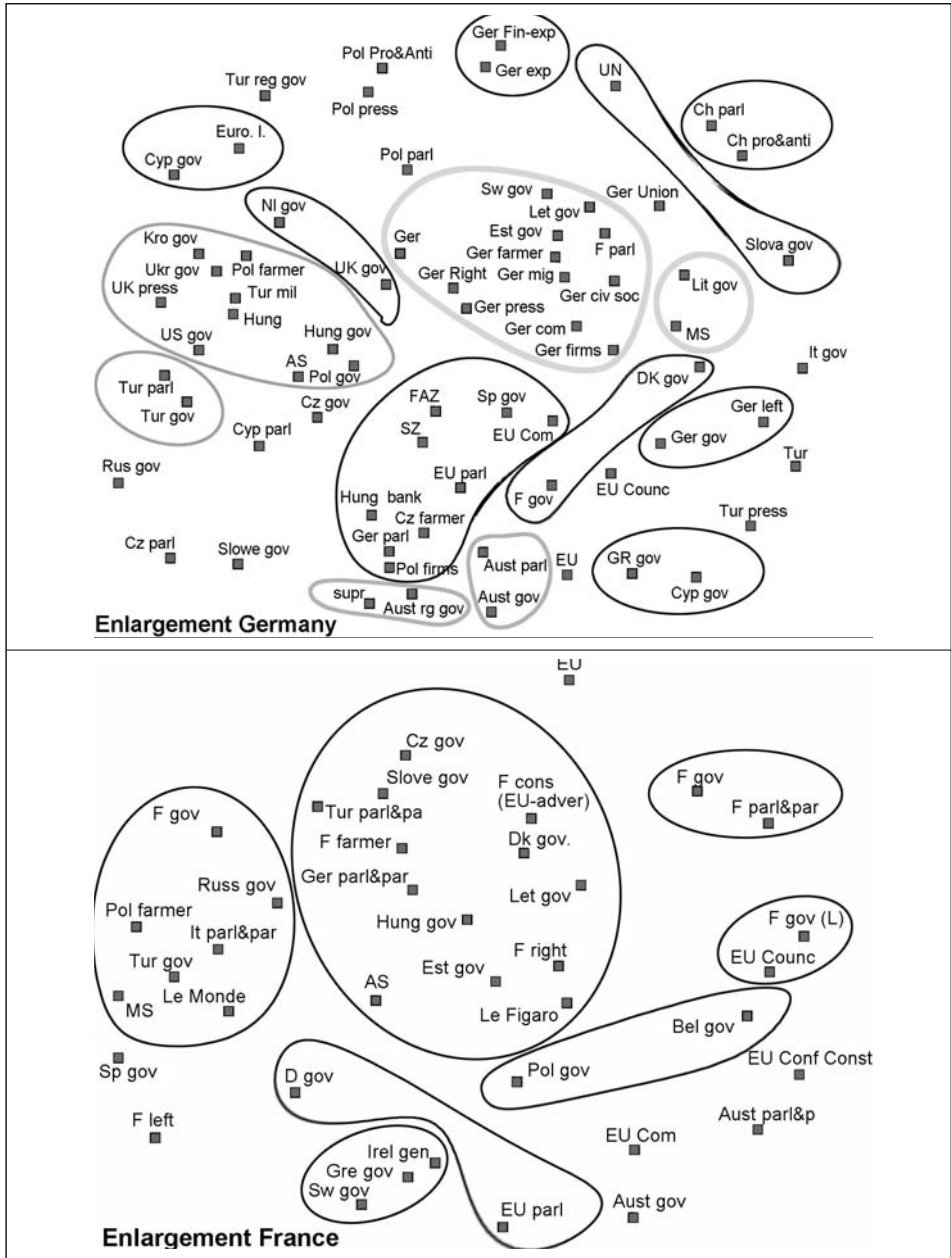 Ger Fin-exp
Pol Pro&Anti
Ger exp
UN
Tur reg gov
Pol press
Ch parl
Euro. l.
Ch pro&anti
Cyp gov
Pol parl
Sw gov
Ger Union
Nl gov
Let gov
Kro gov
Ger
Est gov
F parl
Slova gov
Ukr gov
Pol farmer
Ger farmer
UK press
UK gov
Ger Right
Ger mig
Lit gov
Tur mil
Ger civ soc
Hung
Ger press
US gov
Hung gov
Ger com
MS
AS
Ger firms
It gov
Tur parl
Pol gov
DK gov
Tur gov
Cz gov
FAZ
Sp gov
Ger left
Cyp parl
SZ
EU Com
Ger gov
Rus gov
EU parl
Tur
F gov
EU Counc
Hung bank
Tur press
Cz farmer
Cz parl
Slowe gov
Ger parl
Aust parl
EU
GR gov
Pol firms
Cyp gov
supr
Aust rg gov
Aust gov
Enlargement Germany
EU
Cz gov
Slove gov
F cons
(EU-adver)
F gov
Tur parl&pa
F parl&par
F gov
F farmer
Dk gov.
Ger parl&par
Let gov
Russ gov
Pol farmer
Hung gov
F gov (L)
It parl&par
F right
EU Counc
Tur gov
Est gov
MS
Le Monde
AS
Le Figaro
Bel gov
Sp gov
D gov
Pol gov
EU Conf Const
F left
Aust parl&p
EU Com
Irel gen
Gre gov
Sw gov
EU parl
Aust gov
Enlargement France